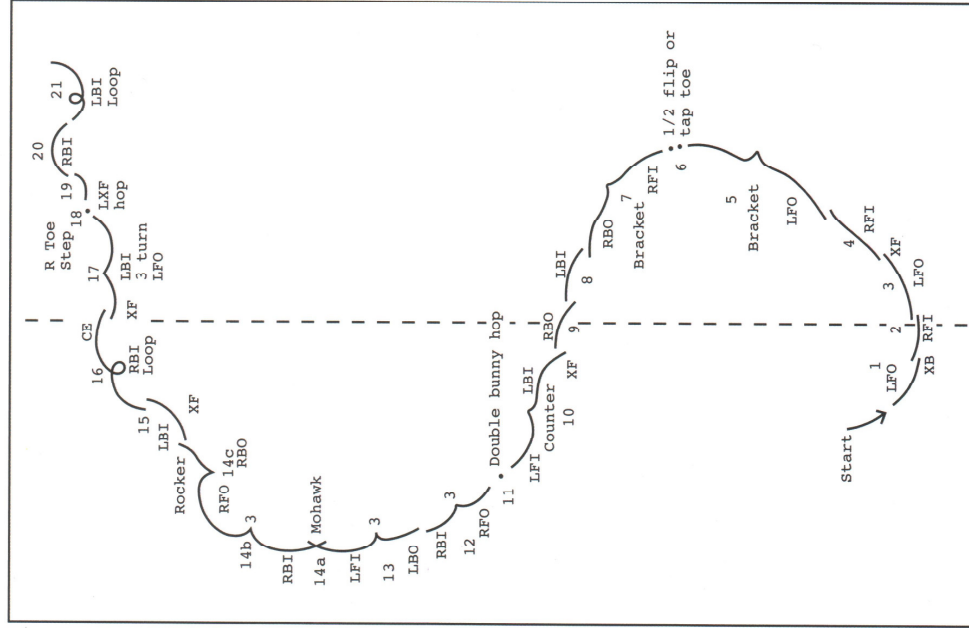 Start
1
LFO
XB
2
RFI
3
LFO
XF
4
RFI
5
Bracket
LFO
6
1/2 flip or
tap toe
7
RFI
Bracket
RBO
8
LBI
9
RBO
10
XF
LBI
Counter
LFI
11
Double bunny hop
12
RFO
3
RBI
13
LBC
3
LFI
14a
Mohawk
RBI
14b
3
RFO
14c
RBO
Rocker
15
LBI
XF
16
RBI
Loop
CE
17
XF
LBI
3 turn
LFO
18
R Toe
Step
19
LXF
hop
20
RBI
21
LBI
Loop